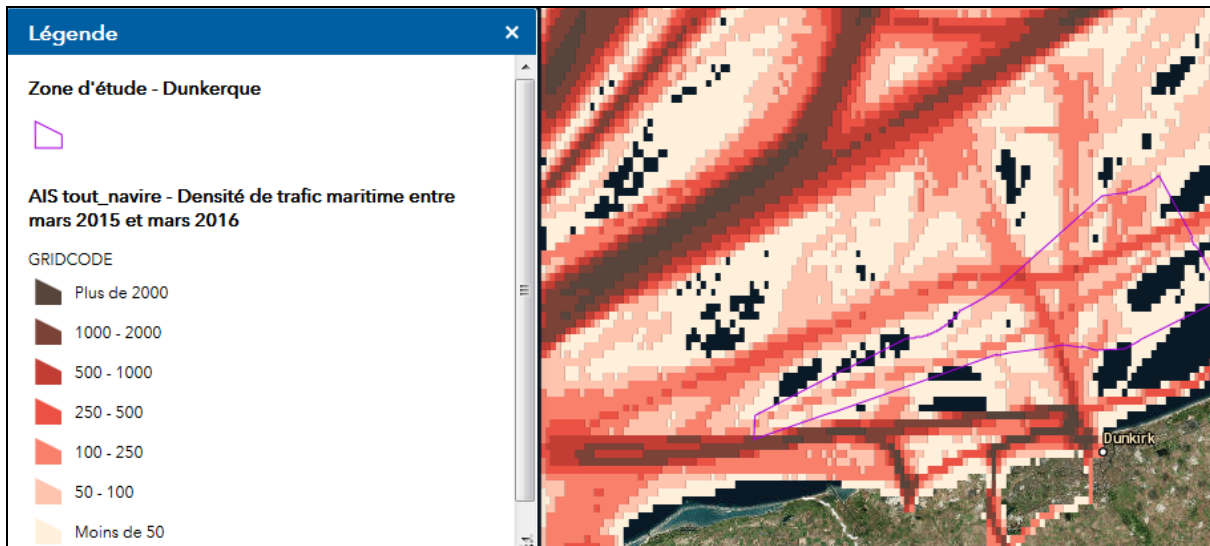 Légende
×
Zone d'étude - Dunkerque
AIS tout_navire - Densité de trafic maritime entre
mars 2015 et mars 2016
GRIDCODE
Plus de 2000
1000 - 2000
500 - 1000
250 - 500
100 - 250
50 - 100
Moins de 50
Dunkirk